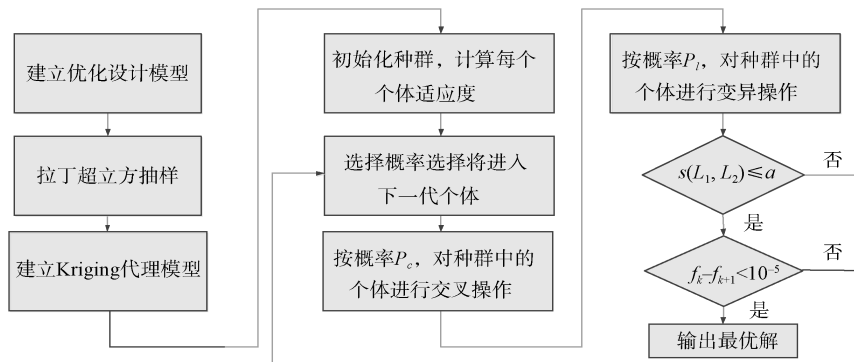 建立优化设计模型
拉丁超立方抽样
建立Kriging代理模型
初始化种群，计算每个
个体适应度
选择概率选择将进入
下一代个体
按概率Pc，对种群中的
个体进行交叉操作
按概率Pl，对种群中的
个体进行变异操作
s(L1, L2)≤a
否
是
fk–fk+1<10–5
否
是
输出最优解